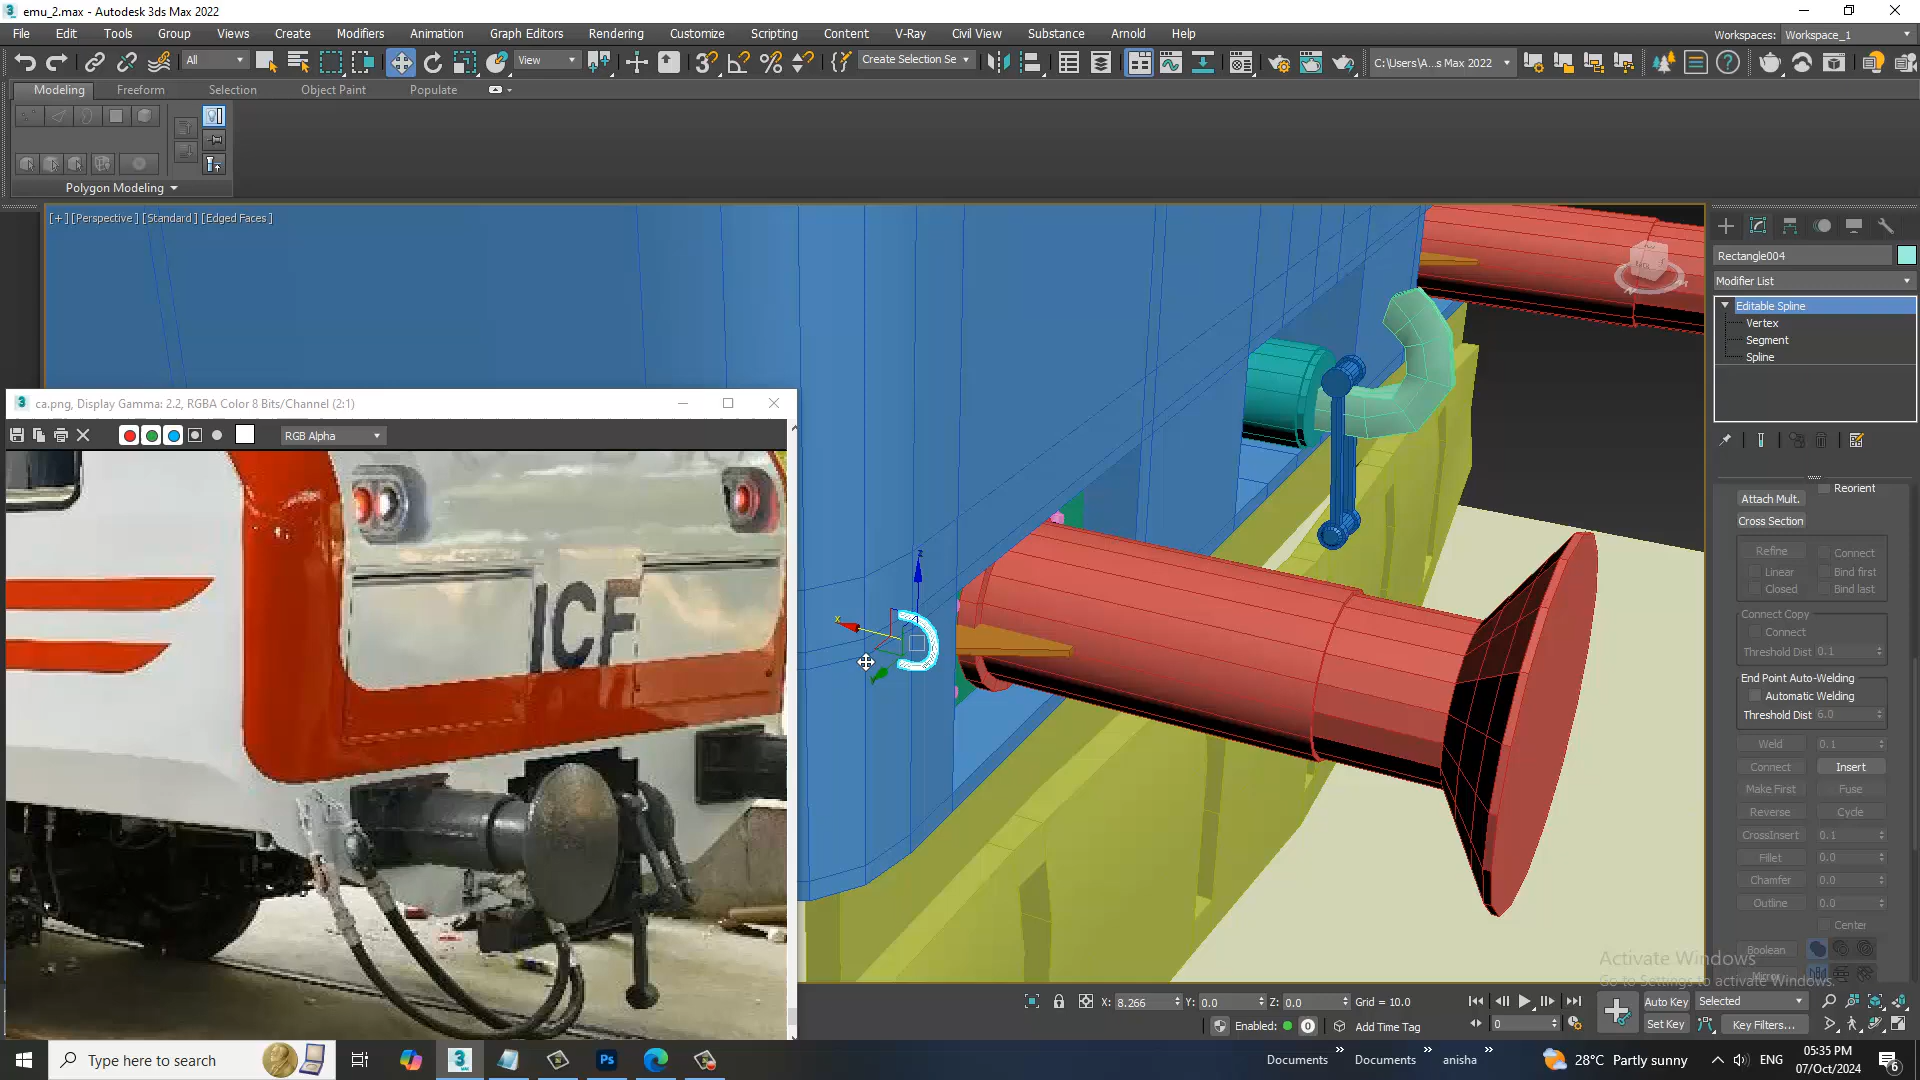 emu_2.max - Autodesk 3ds Max 2022
File Edit Tools Group Views Create Modifiers Animation Graph Editors Rendering Customize Scripting Content V-Ray Civil View Substance Arnold Help
Workspaces: Workspace_1
All
View
Create Selection Se
C:\Users\A...s Max 2022
Modeling Freeform Selection Object Paint Populate
Polygon Modeling
[+] [Perspective ] [Standard ] [Edged Faces ]
Rectangle004
Modifier List
Editable Spline
Vertex
Segment
Spline
ca.png, Display Gamma: 2.2, RGBA Color 8 Bits/Channel (2:1)
RGB Alpha
ICF
z
x
Reorient
Attach Mult.
Cross Section
Refine Connect
Linear Bind first
Closed Bind last
Connect Copy
Connect
Threshold Dist 0.1
End Point Auto-Welding
Automatic Welding
Threshold Dist 6.0
Weld 0.1
Connect Insert
Make First Fuse
Reverse Cycle
CrossInsert 0.1
Fillet 0.0
Chamfer 0.0
Outline 0.0
Center
Boolean
Mirror
Activate Windows
Go to Settings to activate Windows.
X: 8.266 Y: 0.0 Z: 0.0 Grid = 10.0
Auto Key Selected
Enabled: 0 Add Time Tag
0
Set Key Key Filters...
Type here to search
Documents » Documents » anisha »
28°C Partly sunny
ENG
05:35 PM
07/Oct/2024
6